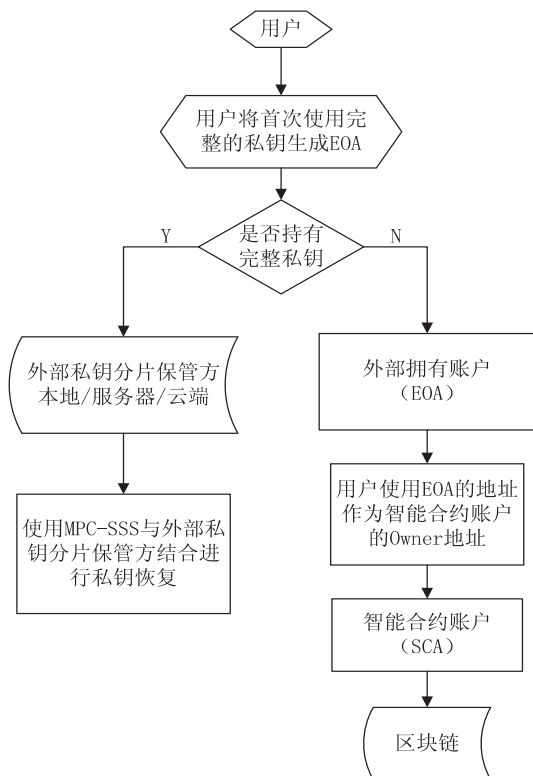 用户
用户将首次使用完
整的私钥生成EOA
是否持有
完整私钥
Y
N
外部私钥分片保管方
本地/服务器/云端
使用MPC-SSS与外部私
钥分片保管方结合进
行私钥恢复
外部拥有账户
（EOA）
用户使用EOA的地址
作为智能合约账户
的Owner地址
智能合约账户
（SCA）
区块链